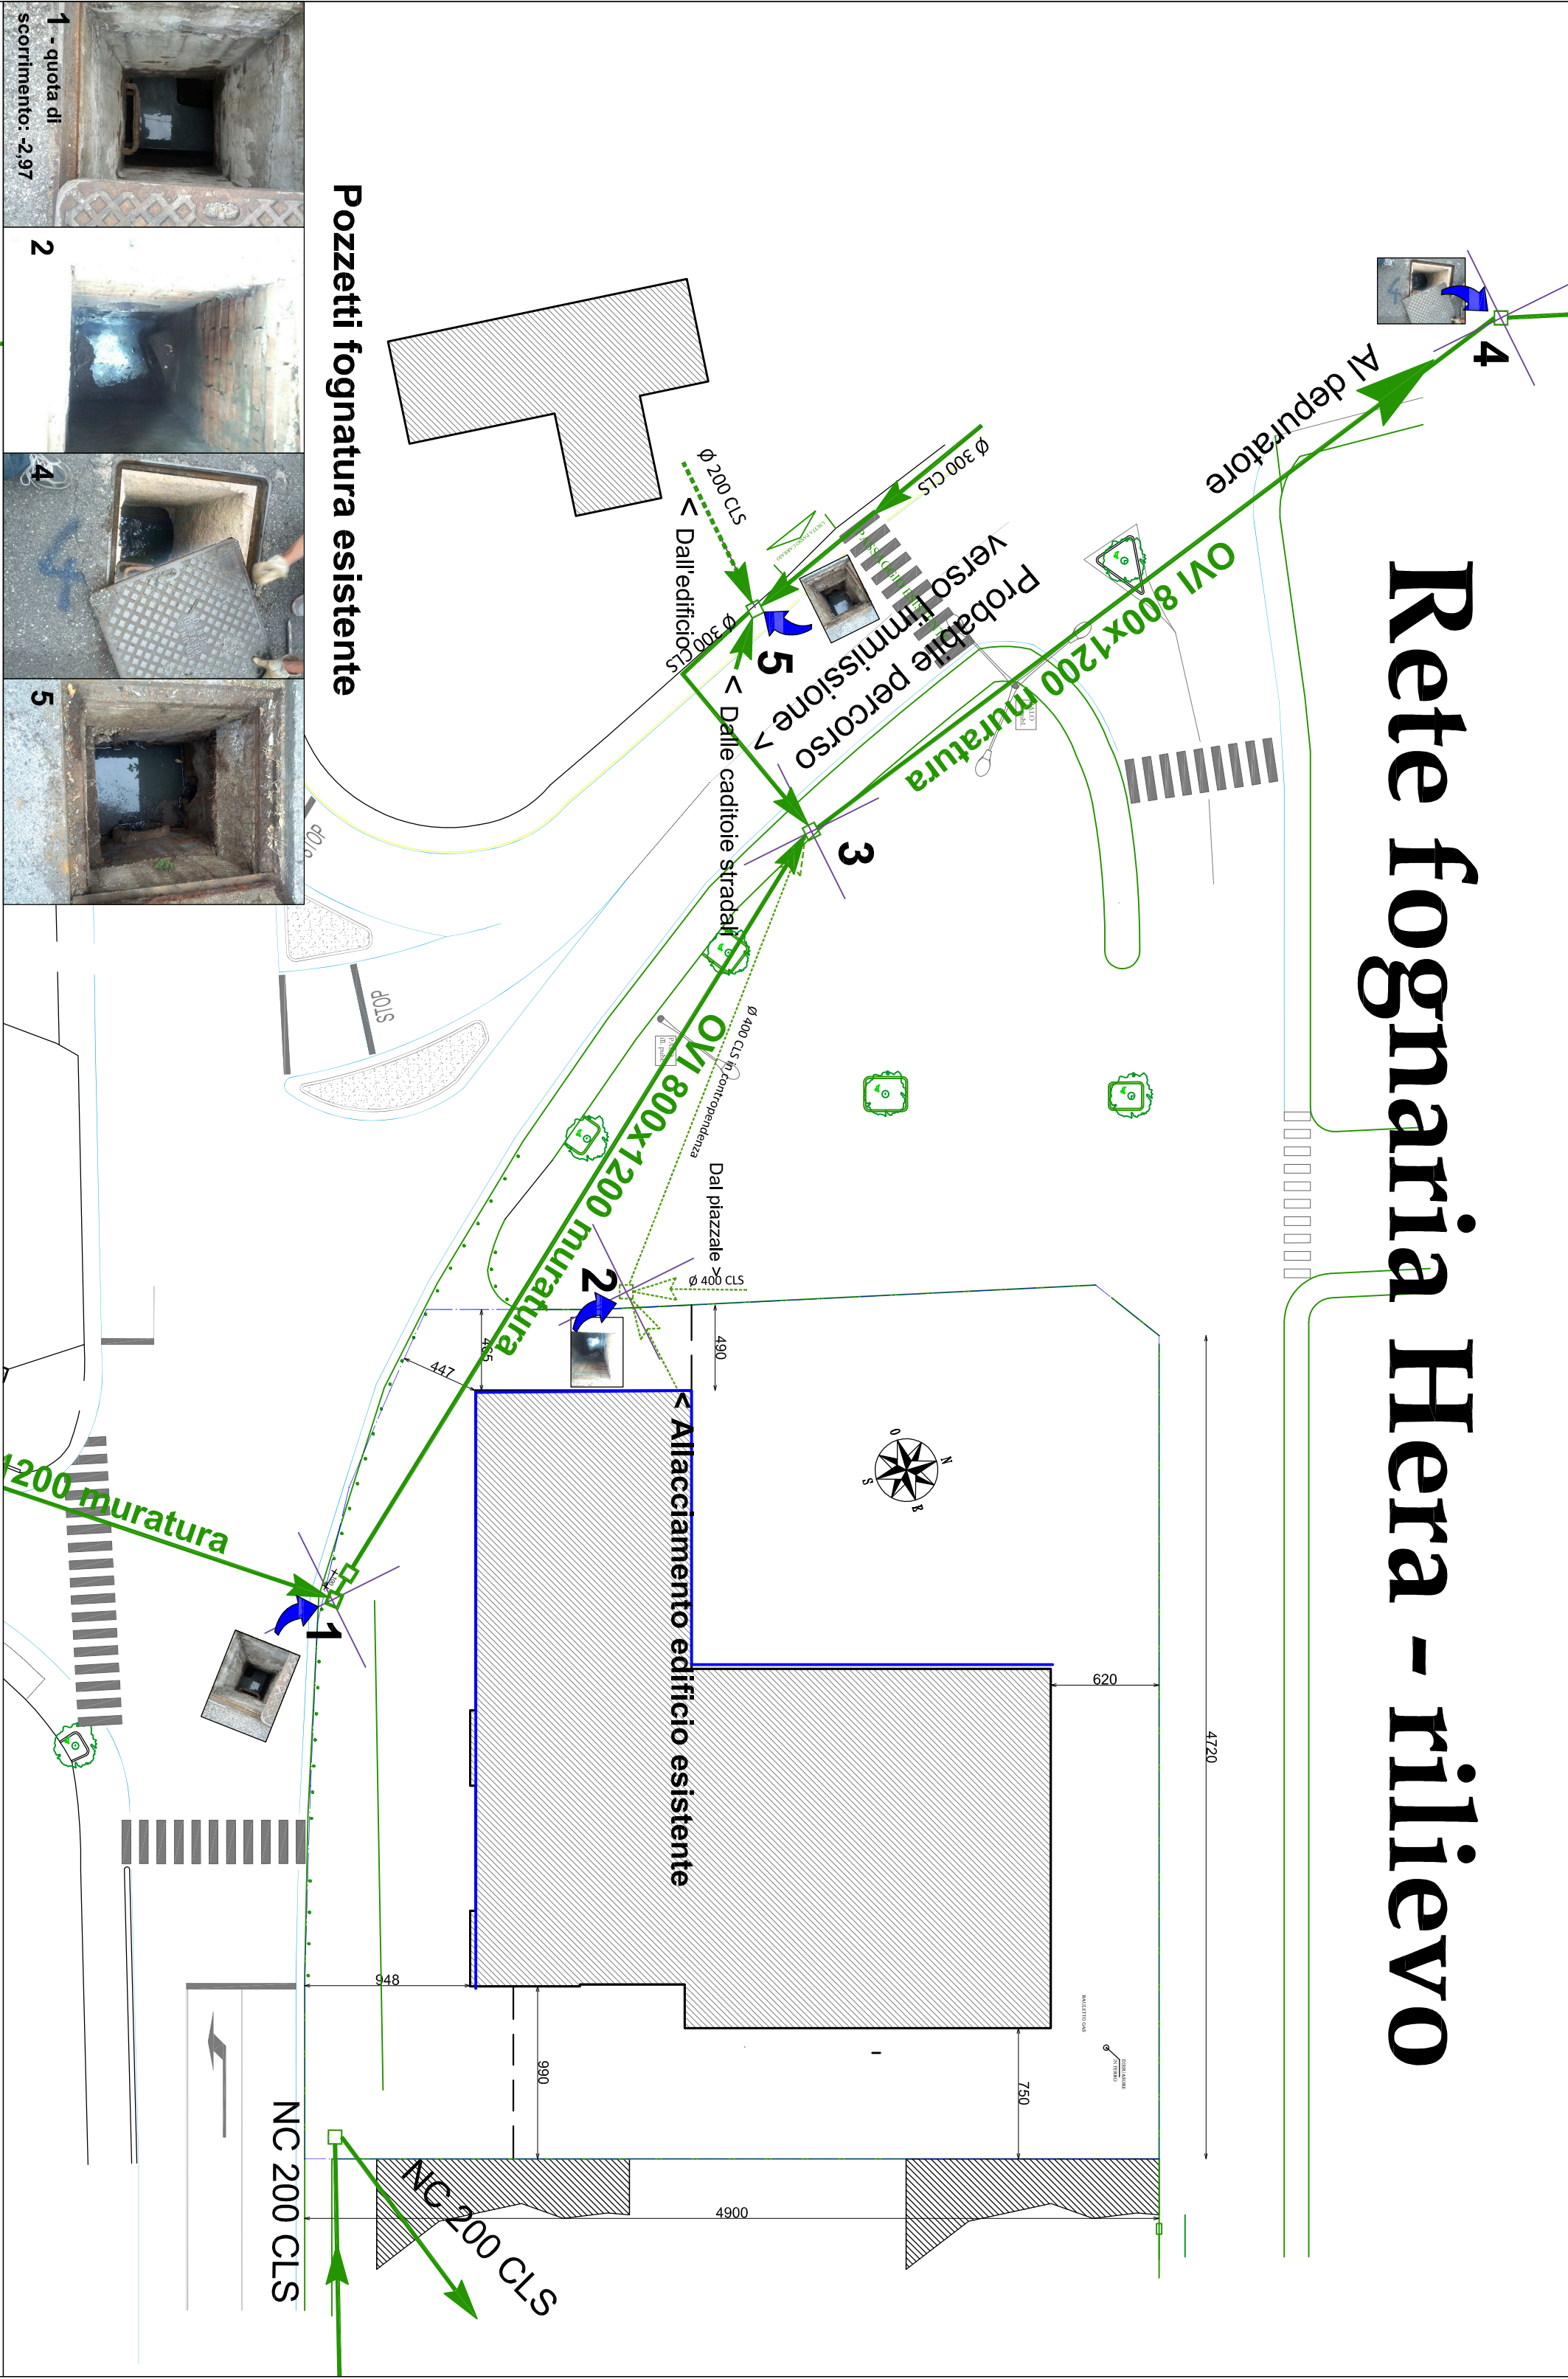 Rete fognaria Hera - rilievo
4
Al depuratore
OVI 800x1200 muratura
Ø 300 CLS
Ø 200 CLS
< Dall'edificio
Ø 300 CLS
5
Probabile percorso
verso l'immissione >
< Dalle caditoie stradali
3
OVI 800x1200 muratura
Ø 400 CLS in contropendenza
Dal piazzale >
Ø 400 CLS
2
490
465
447
< Allacciamento edificio esistente
N
O
S
E
620
4720
1
1200 muratura
STOP
STOP
948
990
750
BAULETTO GAS
4900
NC 200 CLS
NC 200 CLS
Pozzetti fognatura esistente
1 - quota di
scorrimento: -2,97
2
4
5